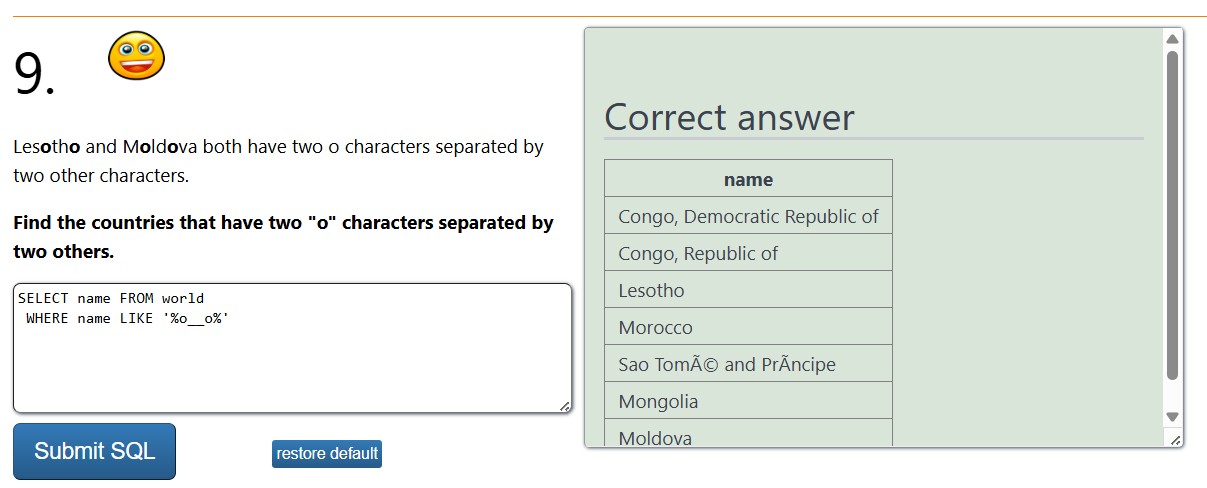 9.
Lesotho and Moldova both have two o characters separated by
two other characters.
Find the countries that have two "o" characters separated by
two others.
SELECT name FROM world
WHERE name LIKE '%o__o%'
Submit SQL
restore default
Correct answer
name
Congo, Democratic Republic of
Congo, Republic of
Lesotho
Morocco
Sao TomÃ© and PrÃncipe
Mongolia
Moldova